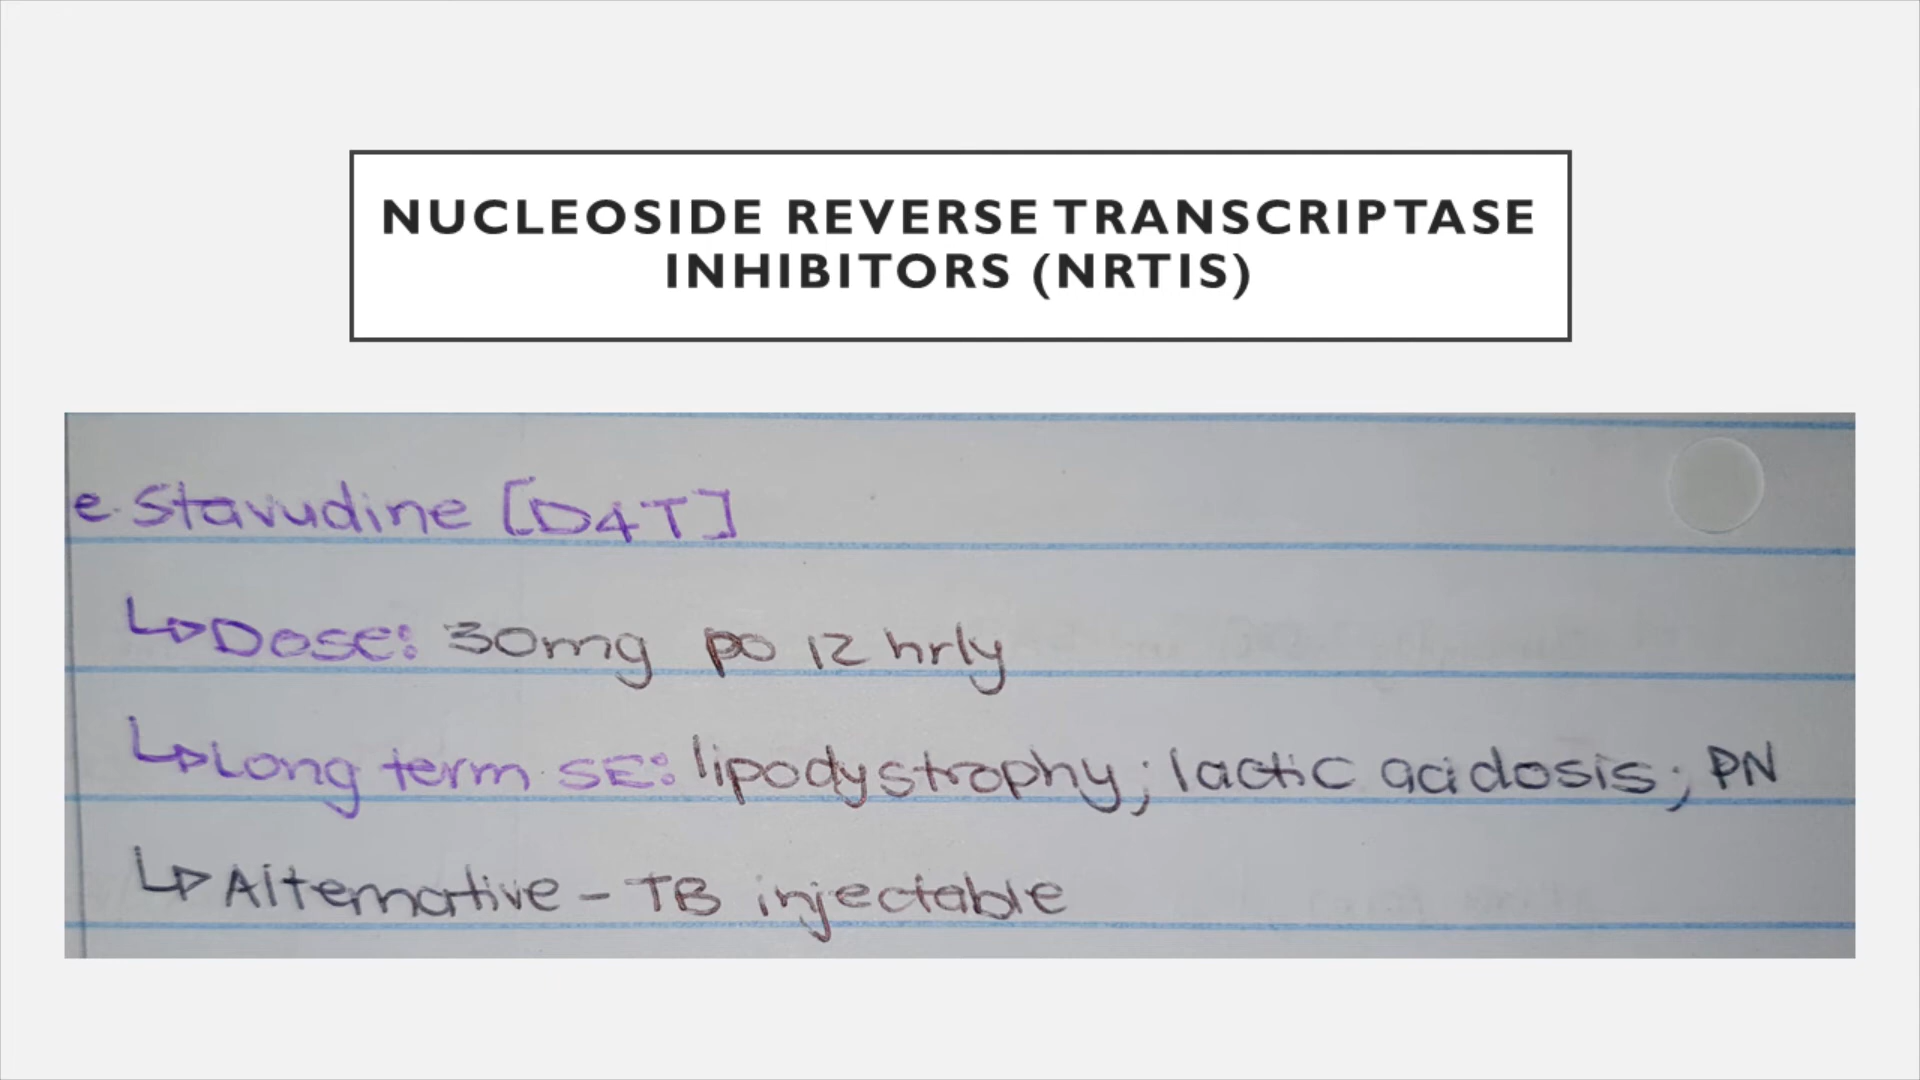 NUCLEOSIDE REVERSE TRANSCRIPTASE
INHIBITORS (NRTIS)
e. Stavudine [D4T]
↳Dose: 30mg po 12 hrly
↳Long term SE: lipodystrophy; lactic acidosis; PN
↳Alternative - TB injectable